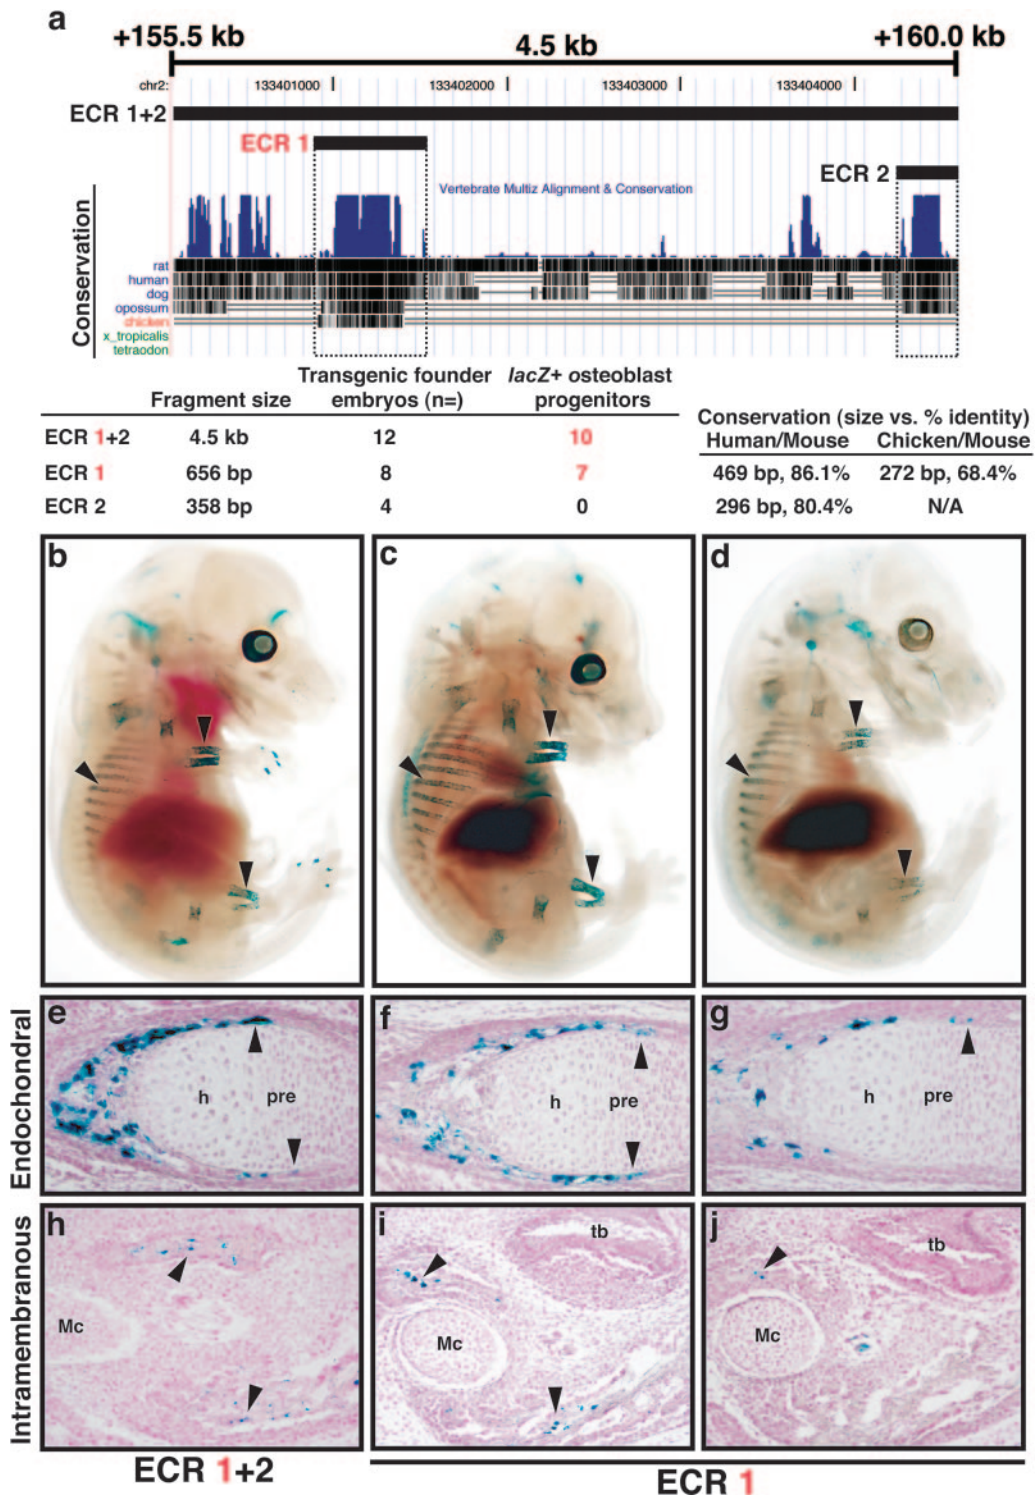 a
+155.5 kb 4.5 kb +160.0 kb
chr2: 133401000 133402000 133403000 133404000
ECR 1+2
ECR 1
ECR 2
Vertebrate Multiz Alignment & Conservation
Conservation
rat
human
dog
opossum
chicken
x_tropicalis
tetraodon
Fragment size Transgenic founder embryos (n=) lacZ+ osteoblast progenitors
ECR 1+2 4.5 kb 12 10
ECR 1 656 bp 8 7
ECR 2 358 bp 4 0
Conservation (size vs. % identity)
Human/Mouse Chicken/Mouse
469 bp, 86.1% 272 bp, 68.4%
296 bp, 80.4% N/A
b c d
Endochondral
e h pre
f h pre
g h pre
Intramembranous
h Mc
i tb Mc
j tb Mc
ECR 1+2 ECR 1